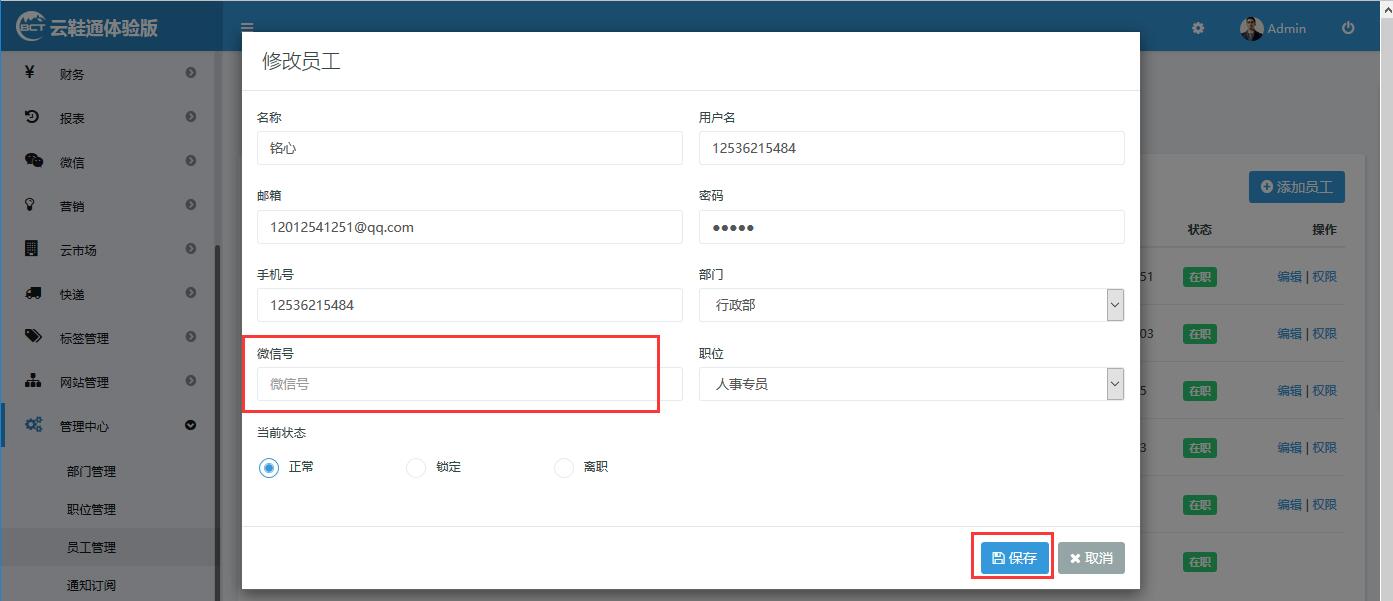 BCT 云鞋通体验版
Admin
财务
报表
微信
营销
云市场
快递
标签管理
网站管理
管理中心
部门管理
职位管理
员工管理
通知订阅
修改员工
名称
铭心
用户名
12536215484
邮箱
12012541251@qq.com
密码
●●●●●
手机号
12536215484
部门
行政部
微信号
微信号
职位
人事专员
当前状态
正常 锁定 离职
保存 取消
添加员工
状态 操作
51 在职 编辑 | 权限
03 在职 编辑 | 权限
5 在职 编辑 | 权限
3 在职 编辑 | 权限
在职 编辑 | 权限
在职